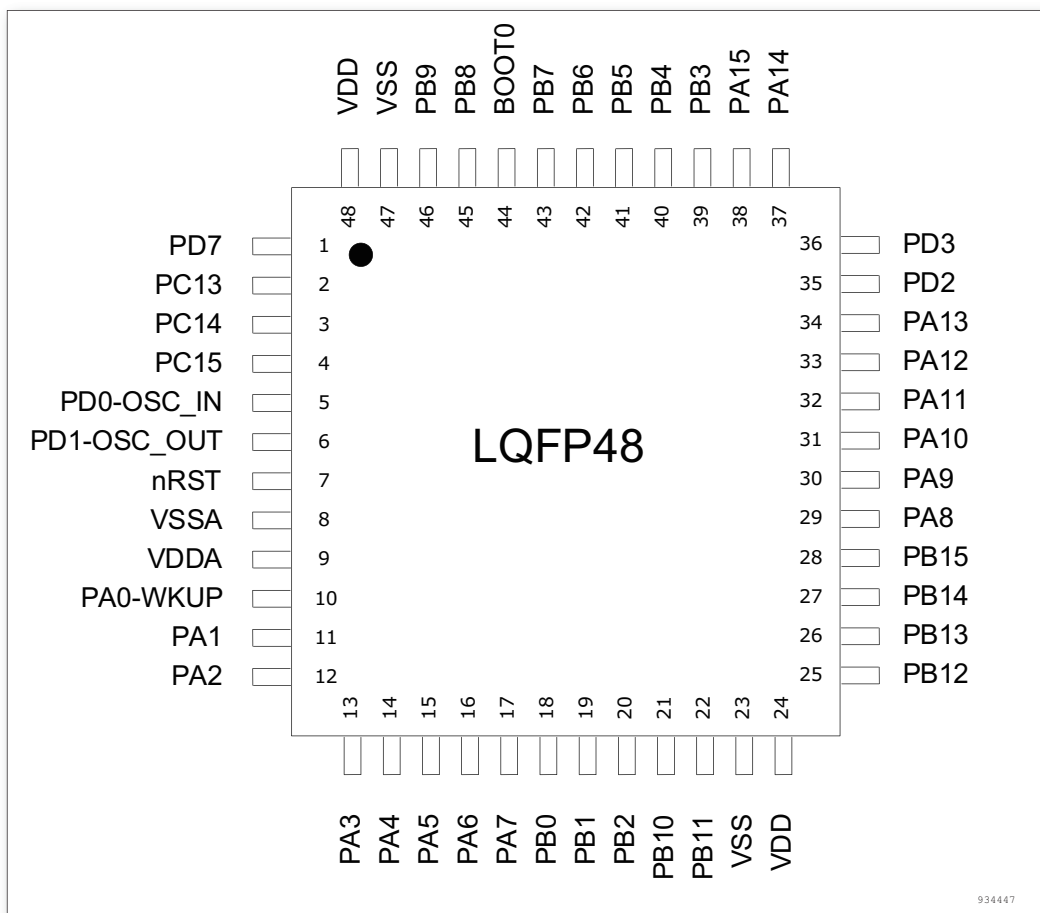 VDD
VSS
PB9
PB8
BOOT0
PB7
PB6
PB5
PB4
PB3
PA15
PA14
48
47
46
45
44
43
42
41
40
39
38
37
PD7
1
PC13
2
PC14
3
PC15
4
PD0-OSC_IN
5
PD1-OSC_OUT
6
nRST
7
VSSA
8
VDDA
9
PA0-WKUP
10
PA1
11
PA2
12
LQFP48
36
PD3
35
PD2
34
PA13
33
PA12
32
PA11
31
PA10
30
PA9
29
PA8
28
PB15
27
PB14
26
PB13
25
PB12
13
14
15
16
17
18
19
20
21
22
23
24
PA3
PA4
PA5
PA6
PA7
PB0
PB1
PB2
PB10
PB11
VSS
VDD
934447